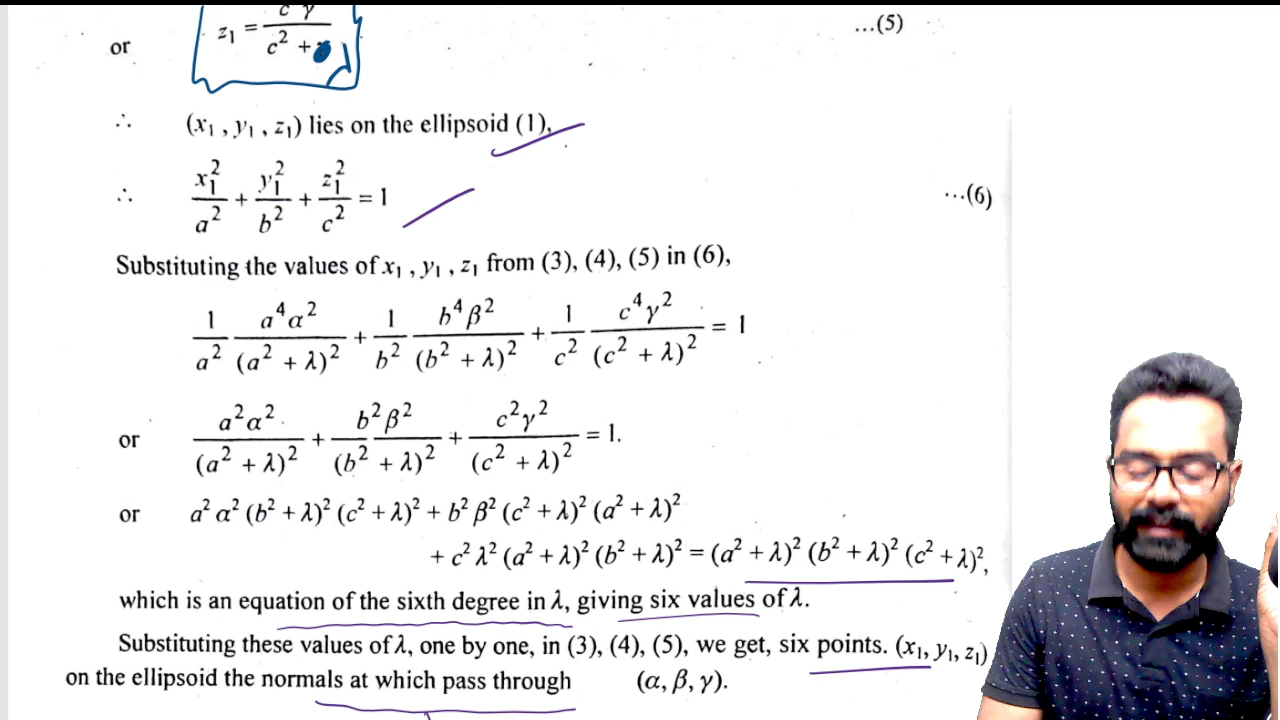 or z₁ = c²γ / (c² + …(5)
∴ (x₁ , y₁ , z₁) lies on the ellipsoid (1),
∴ x₁²/a² + y₁²/b² + z₁²/c² = 1 …(6)
Substituting the values of x₁ , y₁ , z₁ from (3), (4), (5) in (6),
1/a² a⁴α²/(a² + λ)² + 1/b² b⁴β²/(b² + λ)² + 1/c² c⁴γ²/(c² + λ)² = 1
or a²α²/(a² + λ)² + b²β²/(b² + λ)² + c²γ²/(c² + λ)² = 1.
or a² α² (b² + λ)² (c² + λ)² + b² β² (c² + λ)² (a² + λ)²
+ c² λ² (a² + λ)² (b² + λ)² = (a² + λ)² (b² + λ)² (c² + λ)²,
which is an equation of the sixth degree in λ, giving six values of λ.
Substituting these values of λ, one by one, in (3), (4), (5), we get, six points. (x₁, y₁, z₁)
on the ellipsoid the normals at which pass through (α, β, γ).